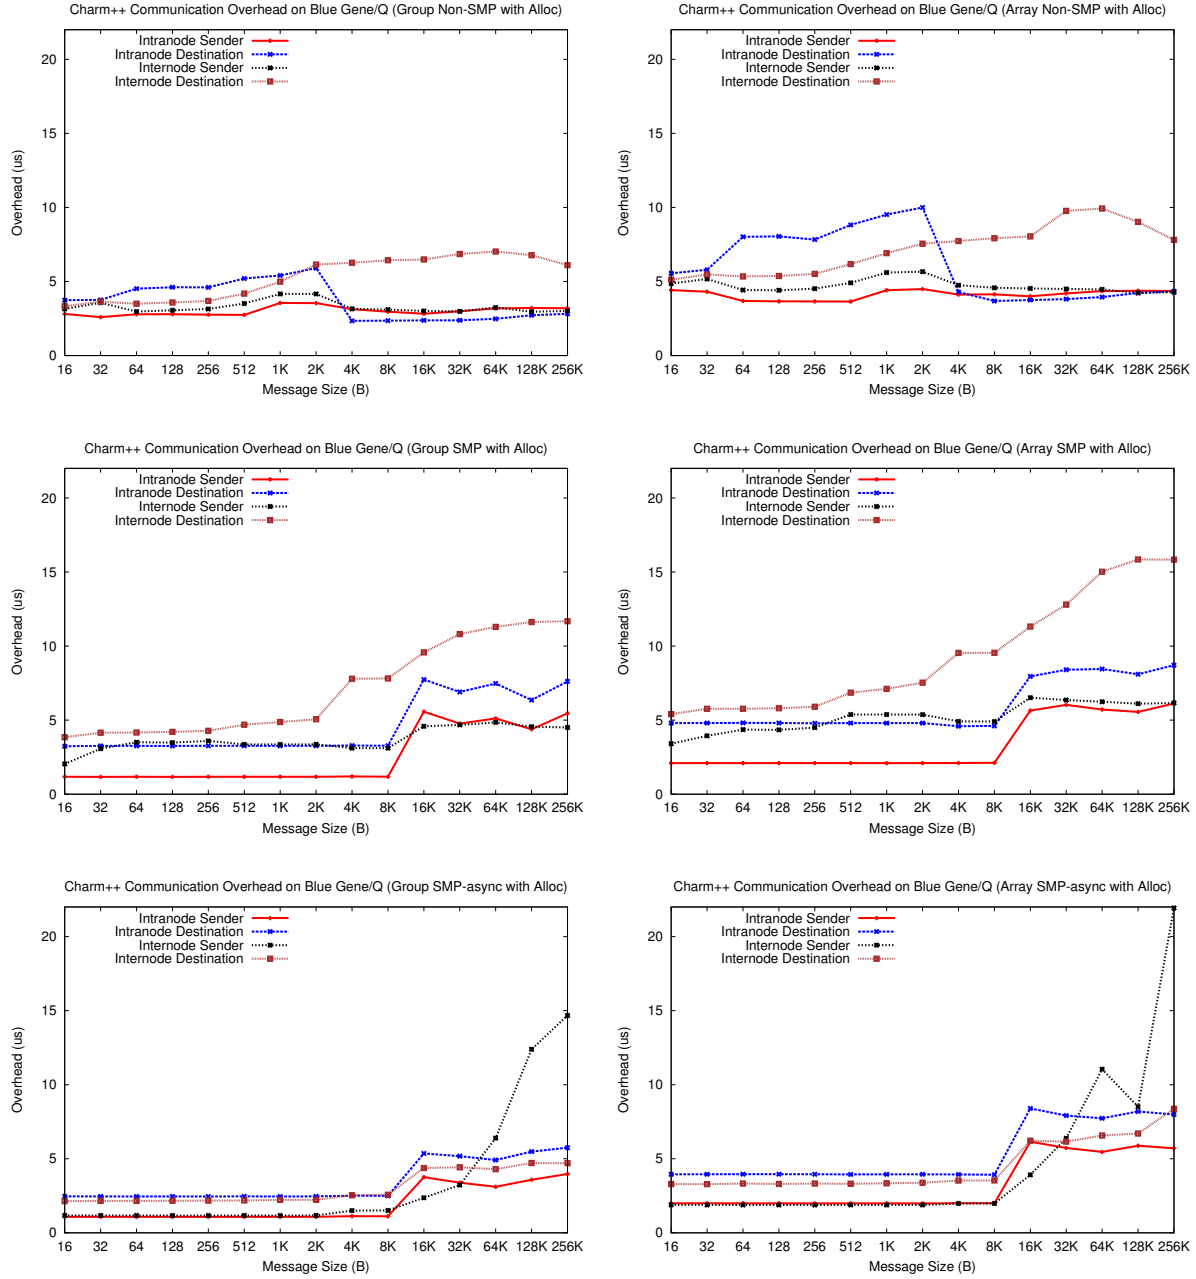 Charm++ Communication Overhead on Blue Gene/Q (Group Non-SMP with Alloc)
Intranode Sender
Intranode Destination
Internode Sender
Internode Destination
Overhead (us)
20
15
10
5
0
16 32 64 128 256 512 1K 2K 4K 8K 16K 32K 64K 128K 256K
Message Size (B)
Charm++ Communication Overhead on Blue Gene/Q (Array Non-SMP with Alloc)
Intranode Sender
Intranode Destination
Internode Sender
Internode Destination
Overhead (us)
20
15
10
5
0
16 32 64 128 256 512 1K 2K 4K 8K 16K 32K 64K 128K 256K
Message Size (B)
Charm++ Communication Overhead on Blue Gene/Q (Group SMP with Alloc)
Intranode Sender
Intranode Destination
Internode Sender
Internode Destination
Overhead (us)
20
15
10
5
0
16 32 64 128 256 512 1K 2K 4K 8K 16K 32K 64K 128K 256K
Message Size (B)
Charm++ Communication Overhead on Blue Gene/Q (Array SMP with Alloc)
Intranode Sender
Intranode Destination
Internode Sender
Internode Destination
Overhead (us)
20
15
10
5
0
16 32 64 128 256 512 1K 2K 4K 8K 16K 32K 64K 128K 256K
Message Size (B)
Charm++ Communication Overhead on Blue Gene/Q (Group SMP-async with Alloc)
Intranode Sender
Intranode Destination
Internode Sender
Internode Destination
Overhead (us)
20
15
10
5
0
16 32 64 128 256 512 1K 2K 4K 8K 16K 32K 64K 128K 256K
Message Size (B)
Charm++ Communication Overhead on Blue Gene/Q (Array SMP-async with Alloc)
Intranode Sender
Intranode Destination
Internode Sender
Internode Destination
Overhead (us)
20
15
10
5
0
16 32 64 128 256 512 1K 2K 4K 8K 16K 32K 64K 128K 256K
Message Size (B)